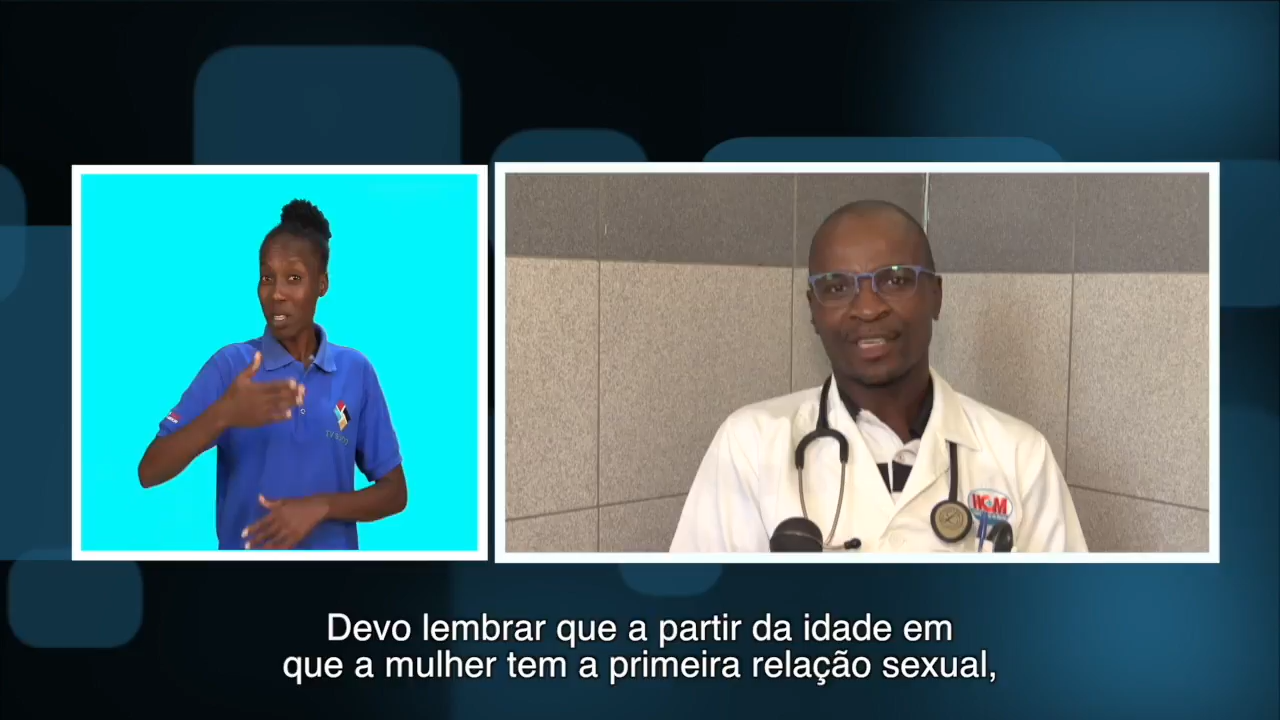 HCM
Devo lembrar que a partir da idade em
que a mulher tem a primeira relação sexual,